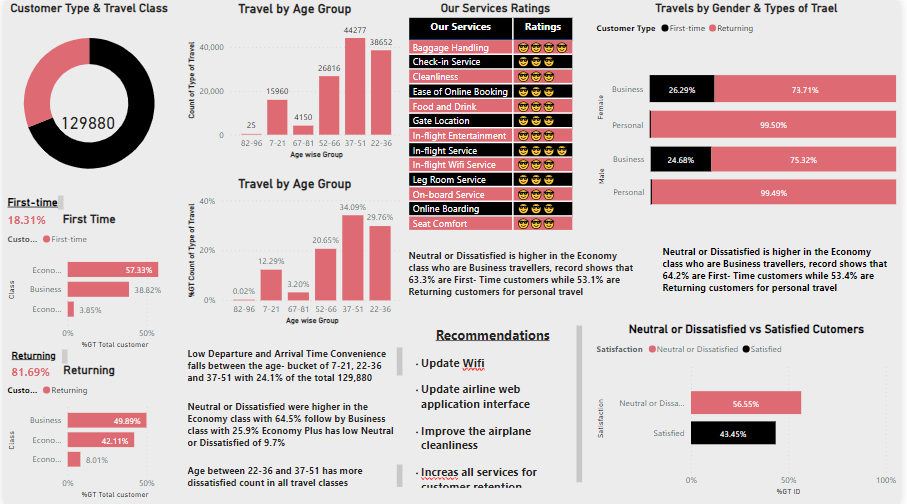 Customer Type & Travel Class
129880
First-time
18.31% First Time
Custo... First-time
Class
Econo... 57.33%
Business 38.82%
Econo... 3.85%
0% 50%
%GT Total customer
Returning
81.69% Returning
Custo... Returning
Class
Business 49.89%
Econo... 42.11%
Econo... 8.01%
0% 50%
%GT Total customer
Travel by Age Group
Count of Type of Travel
40,000
20,000
0
25 15960 4150 26816 44277 38652
82-96 7-21 67-81 52-66 37-51 22-36
Age wise Group
Travel by Age Group
%GT Count of Type of Travel
40%
20%
0%
0.02% 12.29% 3.20% 20.65% 34.09% 29.76%
82-96 7-21 67-81 52-66 37-51 22-36
Age wise Group
Low Departure and Arrival Time Convenience
falls between the age- bucket of 7-21, 22-36
and 37-51 with 24.1% of the total 129,880
Neutral or Dissatisfied were higher in the
Economy class with 64.5% follow by Business
class with 25.9% Economy Plus has low Neutral
or Dissatisfied of 9.7%
Age between 22-36 and 37-51 has more
dissatisfied count in all travel classes
Our Services Ratings
Our Services Ratings
Baggage Handling
Check-in Service
Cleanliness
Ease of Online Booking
Food and Drink
Gate Location
In-flight Entertainment
In-flight Service
In-flight Wifi Service
Leg Room Service
On-board Service
Online Boarding
Seat Comfort
Neutral or Dissatisfied is higher in the Economy
class who are Business travellers, record shows that
63.3% are First- Time customers while 53.1% are
Returning customers for personal travel
Recommendations
· Update Wifi
· Update airline web
application interface
· Improve the airplane
cleanliness
· Increas all services for
customer retention
Travels by Gender & Types of Trael
Customer Type First-time Returning
Female
Business 26.29% 73.71%
Personal 99.50%
Male
Business 24.68% 75.32%
Personal 99.49%
Neutral or Dissatisfied is higher in the Economy
class who are Business travellers, record shows that
64.2% are First- Time customers while 53.4% are
Returning customers for personal travel
Neutral or Dissatisfied vs Satisfied Cutomers
Satisfaction Neutral or Dissatisfied Satisfied
Satisfaction
Neutral or Dissa... 56.55%
Satisfied 43.45%
0% 50% 100%
%GT ID